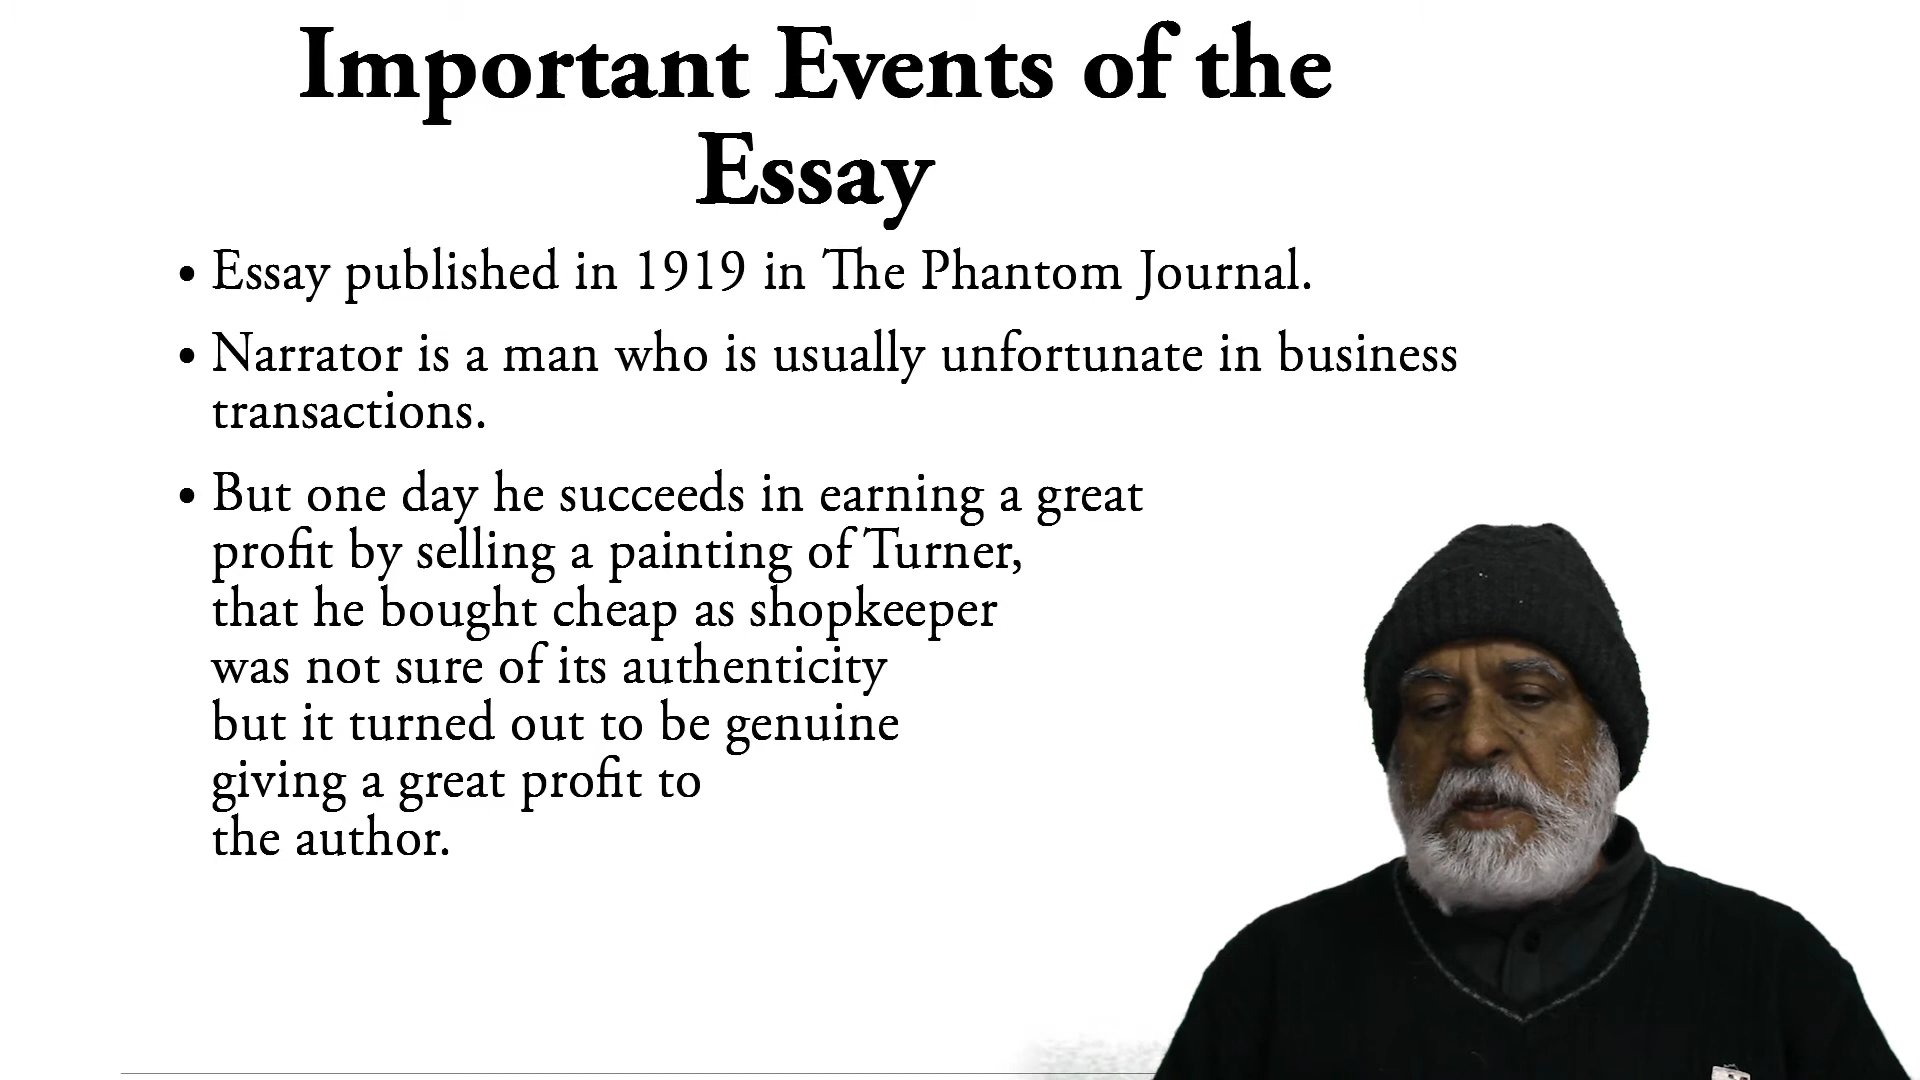 Important Events of the
Essay
• Essay published in 1919 in The Phantom Journal.
• Narrator is a man who is usually unfortunate in business
transactions.
• But one day he succeeds in earning a great
profit by selling a painting of Turner,
that he bought cheap as shopkeeper
was not sure of its authenticity
but it turned out to be genuine
giving a great profit to
the author.